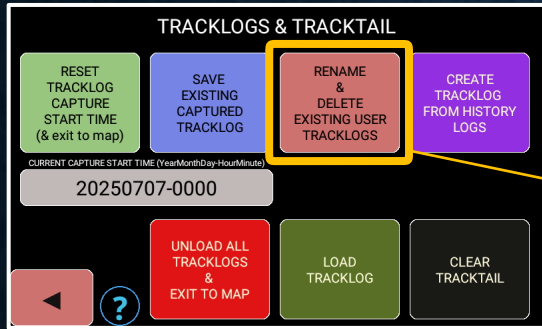 TRACKLOGS & TRACKTAIL
RESET
TRACKLOG
CAPTURE
START TIME
(& exit to map)
SAVE
EXISTING
CAPTURED
TRACKLOG
RENAME
&
DELETE
EXISTING USER
TRACKLOGS
CREATE
TRACKLOG
FROM HISTORY
LOGS
CURRENT CAPTURE START TIME (YearMonthDay-HourMinute)
20250707-0000
UNLOAD ALL
TRACKLOGS
&
EXIT TO MAP
LOAD
TRACKLOG
CLEAR
TRACKTAIL
?